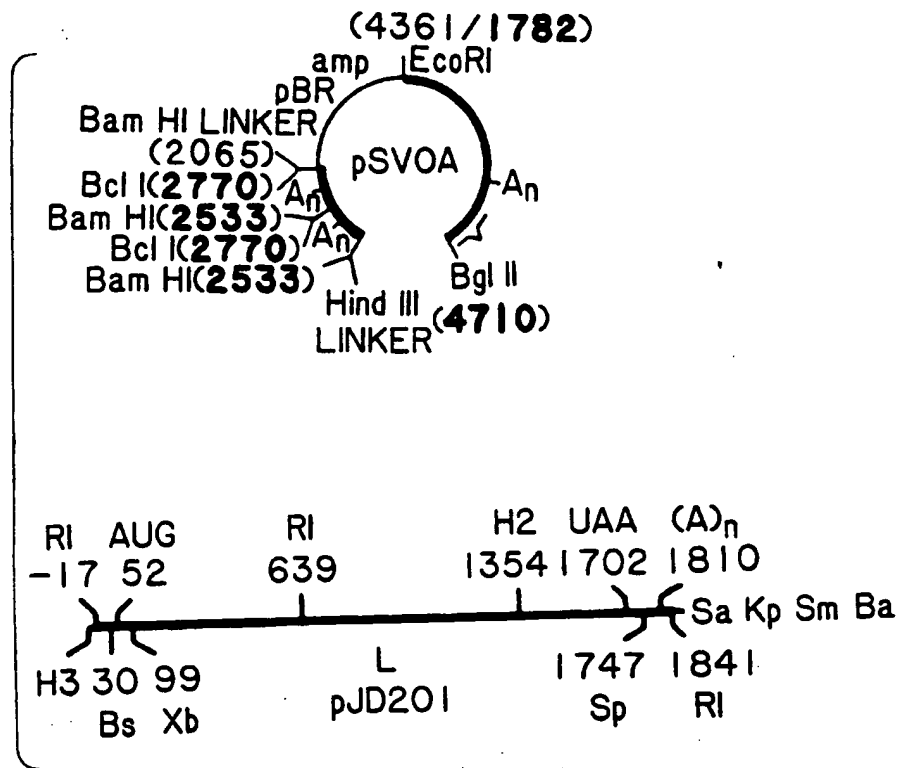 (4361/1782)
amp EcoRI
pBR
Bam HI LINKER
(2065)
pSVOA
Bcl I(2770) An
An
Bam HI(2533)
Bcl I(2770) An
Bam HI(2533)
Bgl II
Hind III
(4710)
LINKER
RI AUG RI H2 UAA (A)n
-17 52 639 1354 1702 1810
Sa Kp Sm Ba
H3 30 99 L 1747 1841
Bs Xb pJD201 Sp RI